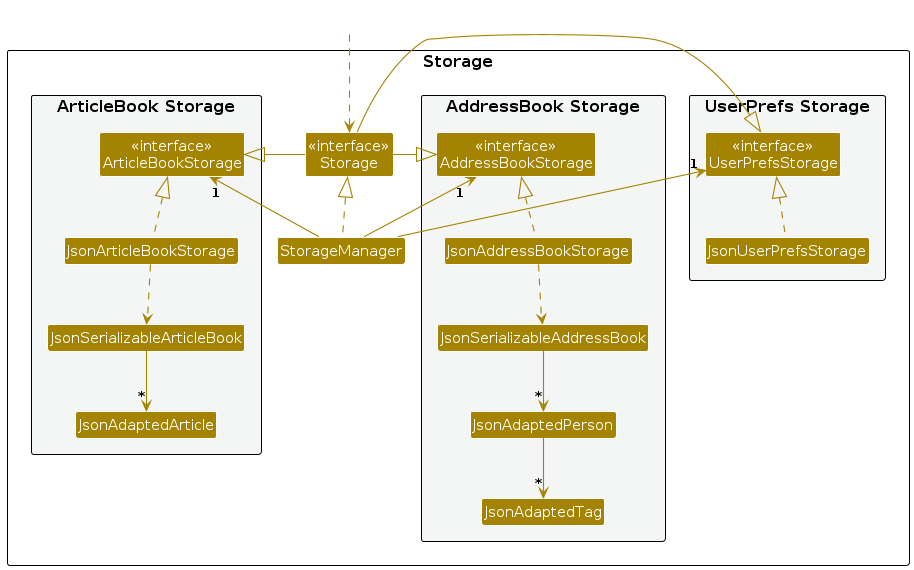 Storage
ArticleBook Storage
AddressBook Storage
UserPrefs Storage
«interface»
ArticleBookStorage
«interface»
Storage
«interface»
AddressBookStorage
«interface»
UserPrefsStorage
1
1
1
JsonArticleBookStorage
StorageManager
JsonAddressBookStorage
JsonUserPrefsStorage
JsonSerializableArticleBook
JsonSerializableAddressBook
*
*
JsonAdaptedArticle
JsonAdaptedPerson
*
JsonAdaptedTag